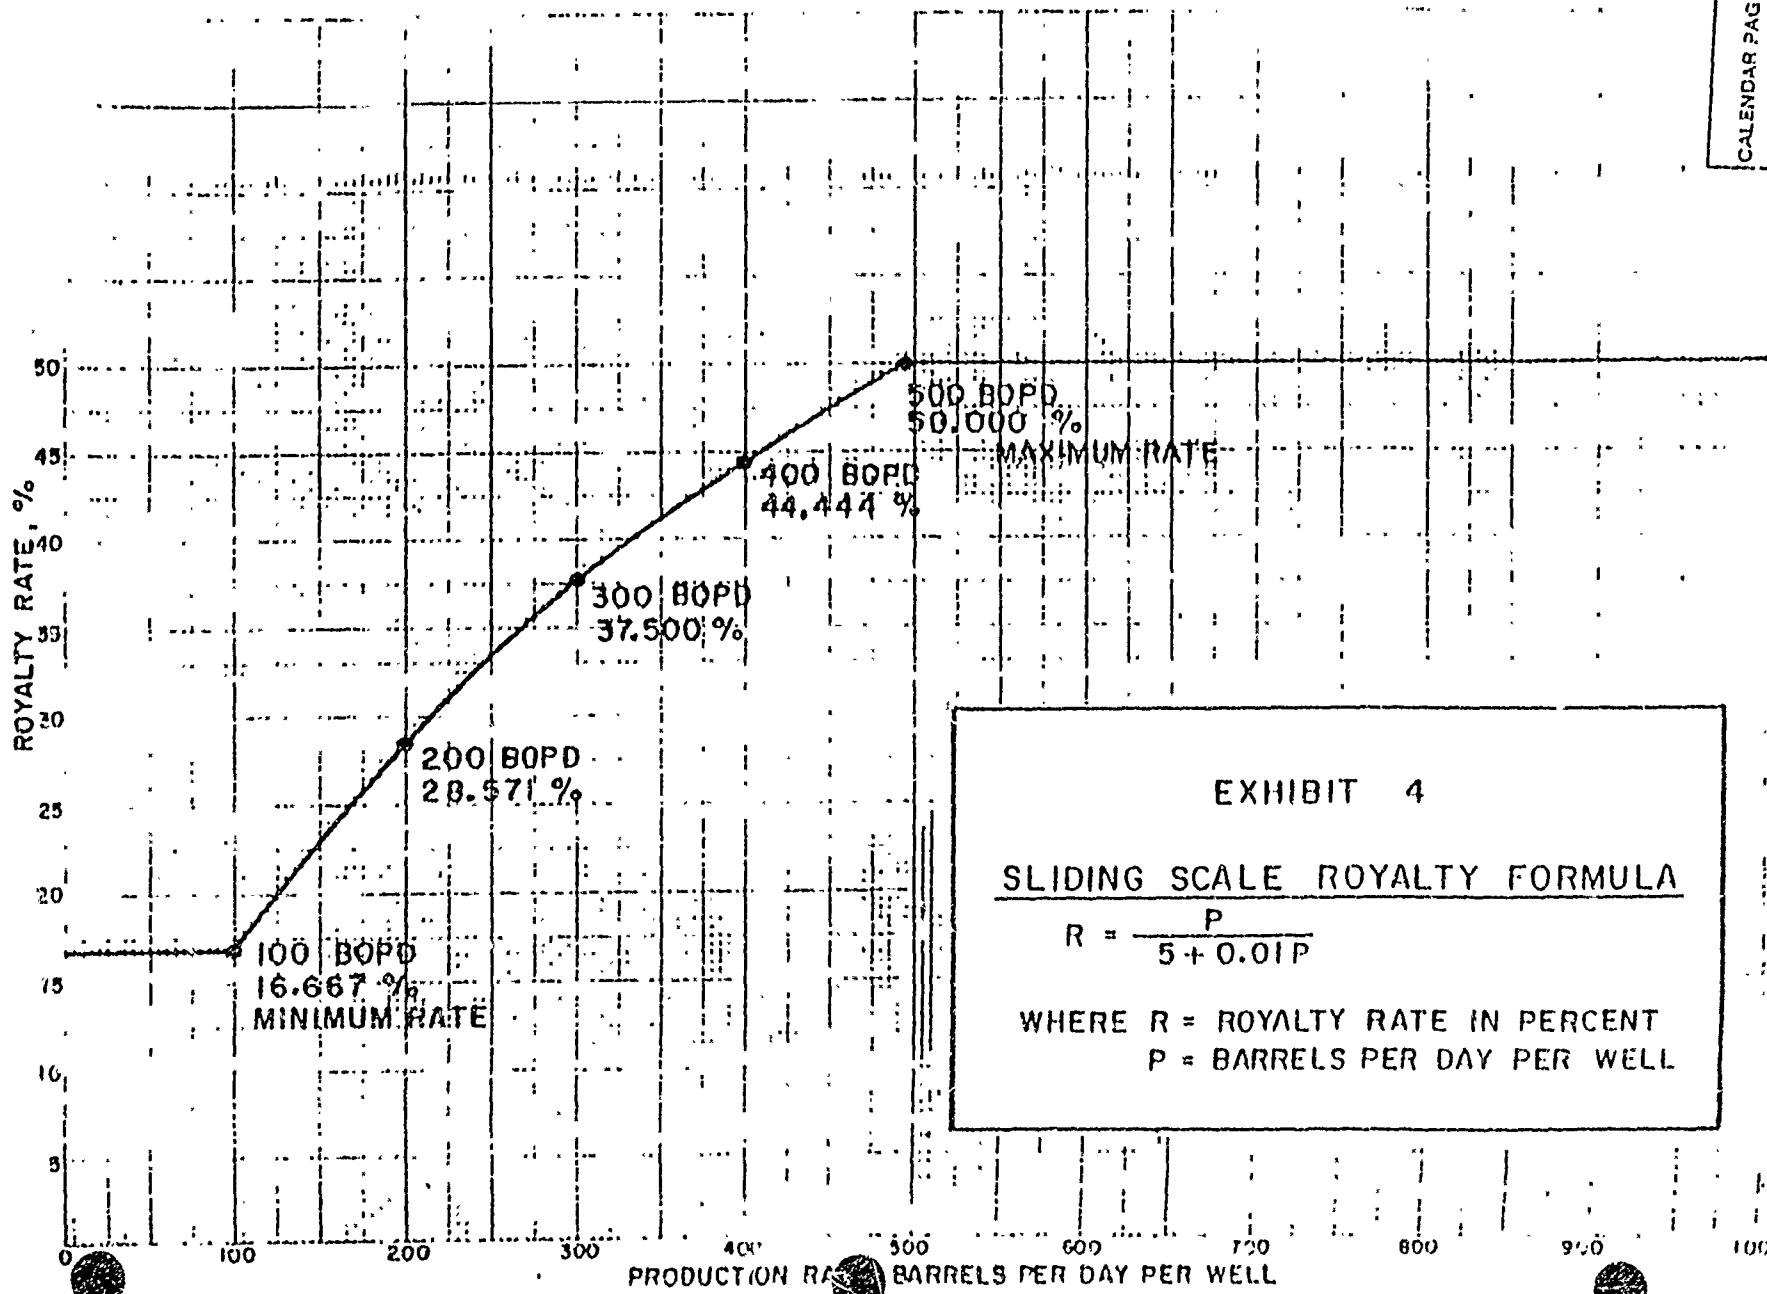 CALENDAR PAG
ROYALTY RATE, %
50
45
40
35
30
25
20
15
10
5
500 BOPD
50.000 %
MAXIMUM RATE
400 BOPD
44.444 %
300 BOPD
37.500 %
200 BOPD
28.571 %
100 BOPD
16.667 %
MINIMUM RATE
EXHIBIT 4
SLIDING SCALE ROYALTY FORMULA
R = P / 5 + 0.01P
WHERE R = ROYALTY RATE IN PERCENT
P = BARRELS PER DAY PER WELL
0 100 200 300 400 500 600 700 800 900
PRODUCTION BARRELS PER DAY PER WELL